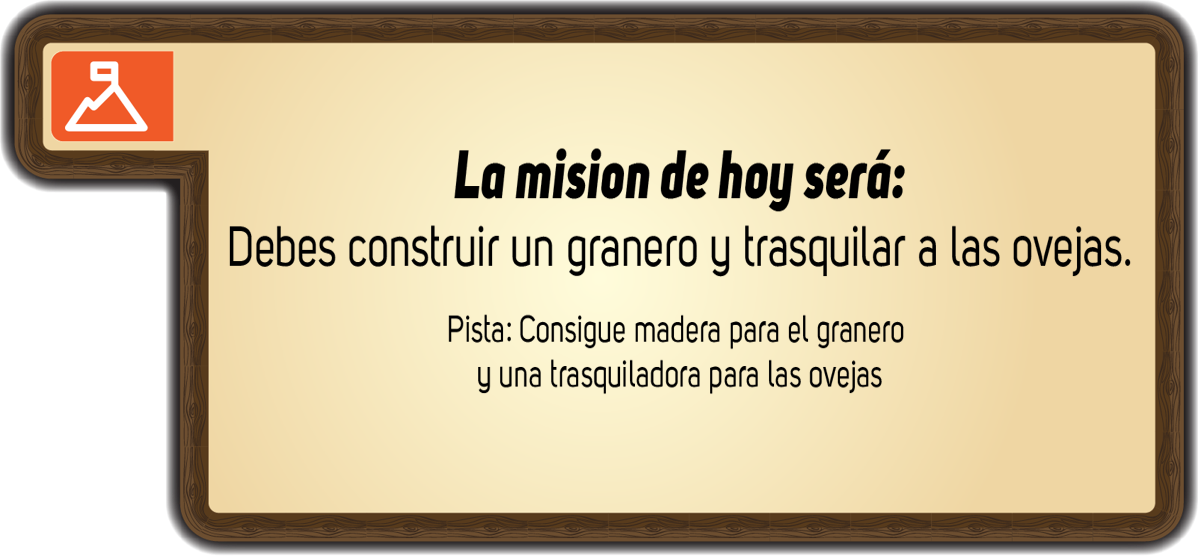 La mision de hoy será:
Debes construir un granero y trasquilar a las ovejas.
Pista: Consigue madera para el granero
y una trasquiladora para las ovejas